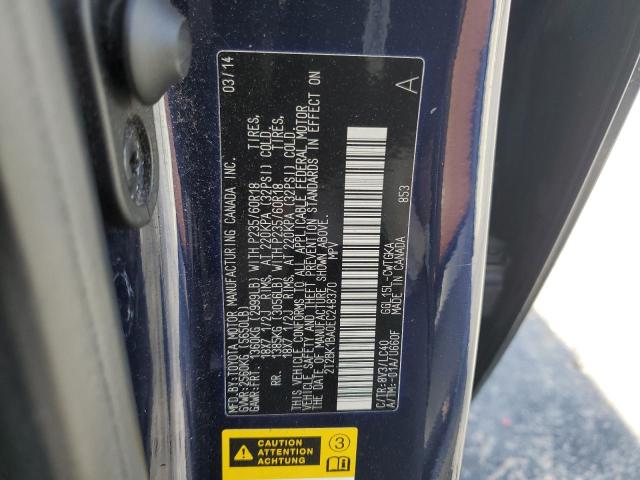 MFD.BY:TOYOTA MOTOR MANUFACTURING CANADA INC. 03/14
GVWR:2560KG (5650LB)
GAWR:FRT. 1360KG (2999LB) WITH P235/60R18 TIRES,
18X7 1/2J RIMS, AT 220KPA (32PSI) COLD.
RR. 1385KG (3056LB) WITH P235/60R18 TIRES,
18X7 1/2J RIMS, AT 220KPA (32PSI) COLD.
THIS VEHICLE CONFORMS TO ALL APPLICABLE FEDERAL MOTOR
VEHICLE SAFETY AND THEFT PREVENTION STANDARDS IN EFFECT ON
THE DATE OF MANUFACTURE SHOWN ABOVE.
2T2BK1BA0EC248370 MPV
A
C/TR:8V3/LC40 GGL15L-CWTGKA
A/TM:-01A/U660F MADE IN CANADA 853
CAUTION
ATTENTION
ACHTUNG
3